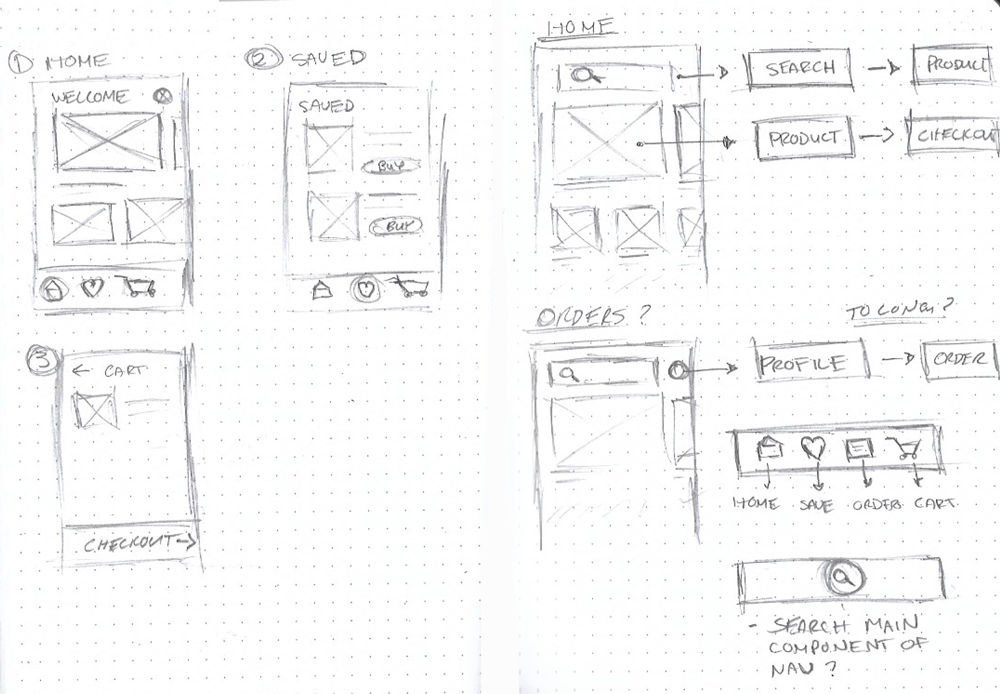 1 HOME
WELCOME
2 SAVED
SAVED
BUY
BUY
3
← CART
CHECKOUT→
HOME
SEARCH → PRODUCT
PRODUCT → CHECKOUT
ORDERS?
TO LONG?
PROFILE → ORDER
HOME SAVE ORDERS CART.
- SEARCH MAIN
COMPONENT OF
NAV?